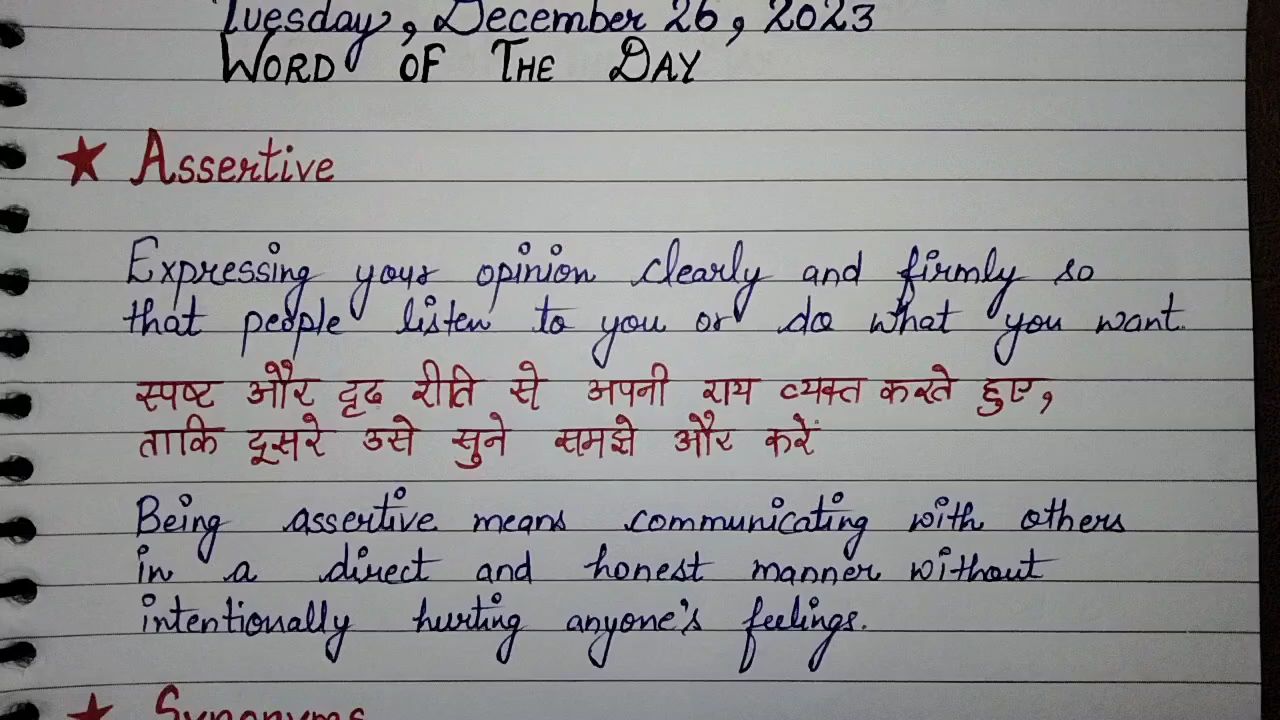 Tuesday, December 26, 2023
WORD OF THE DAY
★ Assertive
Expressing your opinion clearly and firmly so
that people listen to you or do what you want.
स्पष्ट और दृढ़ रीति से अपनी राय व्यक्त करते हुए,
ताकि दूसरे उसे सुने समझे और करें
Being assertive means communicating with others
in a direct and honest manner without
intentionally hurting anyone's feelings.
★ Synonyms